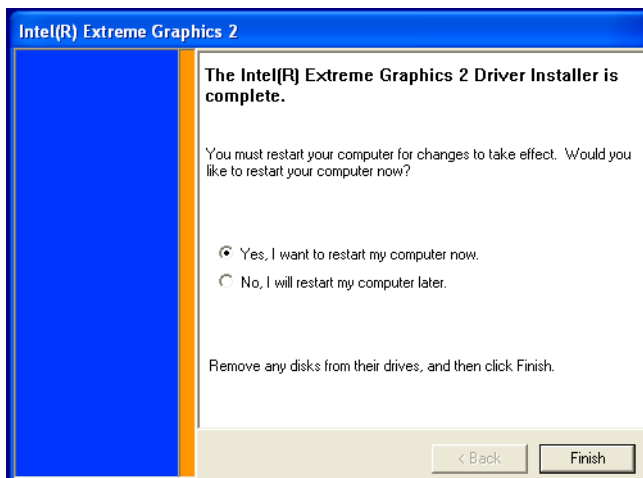 Intel(R) Extreme Graphics 2
The Intel(R) Extreme Graphics 2 Driver Installer is
complete.
You must restart your computer for changes to take effect.  Would you
like to restart your computer now?
Yes, I want to restart my computer now.
No, I will restart my computer later.
Remove any disks from their drives, and then click Finish.
< Back
Finish